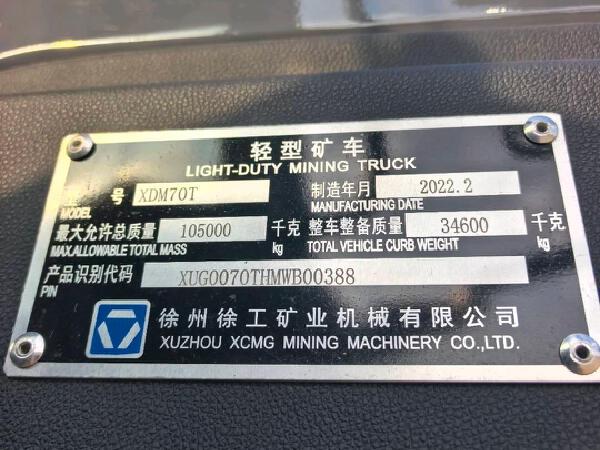 轻型矿车
LIGHT-DUTY MINING TRUCK
号 XDM70T 制造年月 2022.2
MODEL MANUFACTURING DATE
最大允许总质量 105000 千克 整车整备质量 34600 千克
MAX.ALLOWABLE TOTAL MASS kg TOTAL VEHICLE CURB WEIGHT kg
产品识别代码 XUG0070THMWB00388
PIN
徐州徐工矿业机械有限公司
XUZHOU XCMG MINING MACHINERY CO.,LTD.